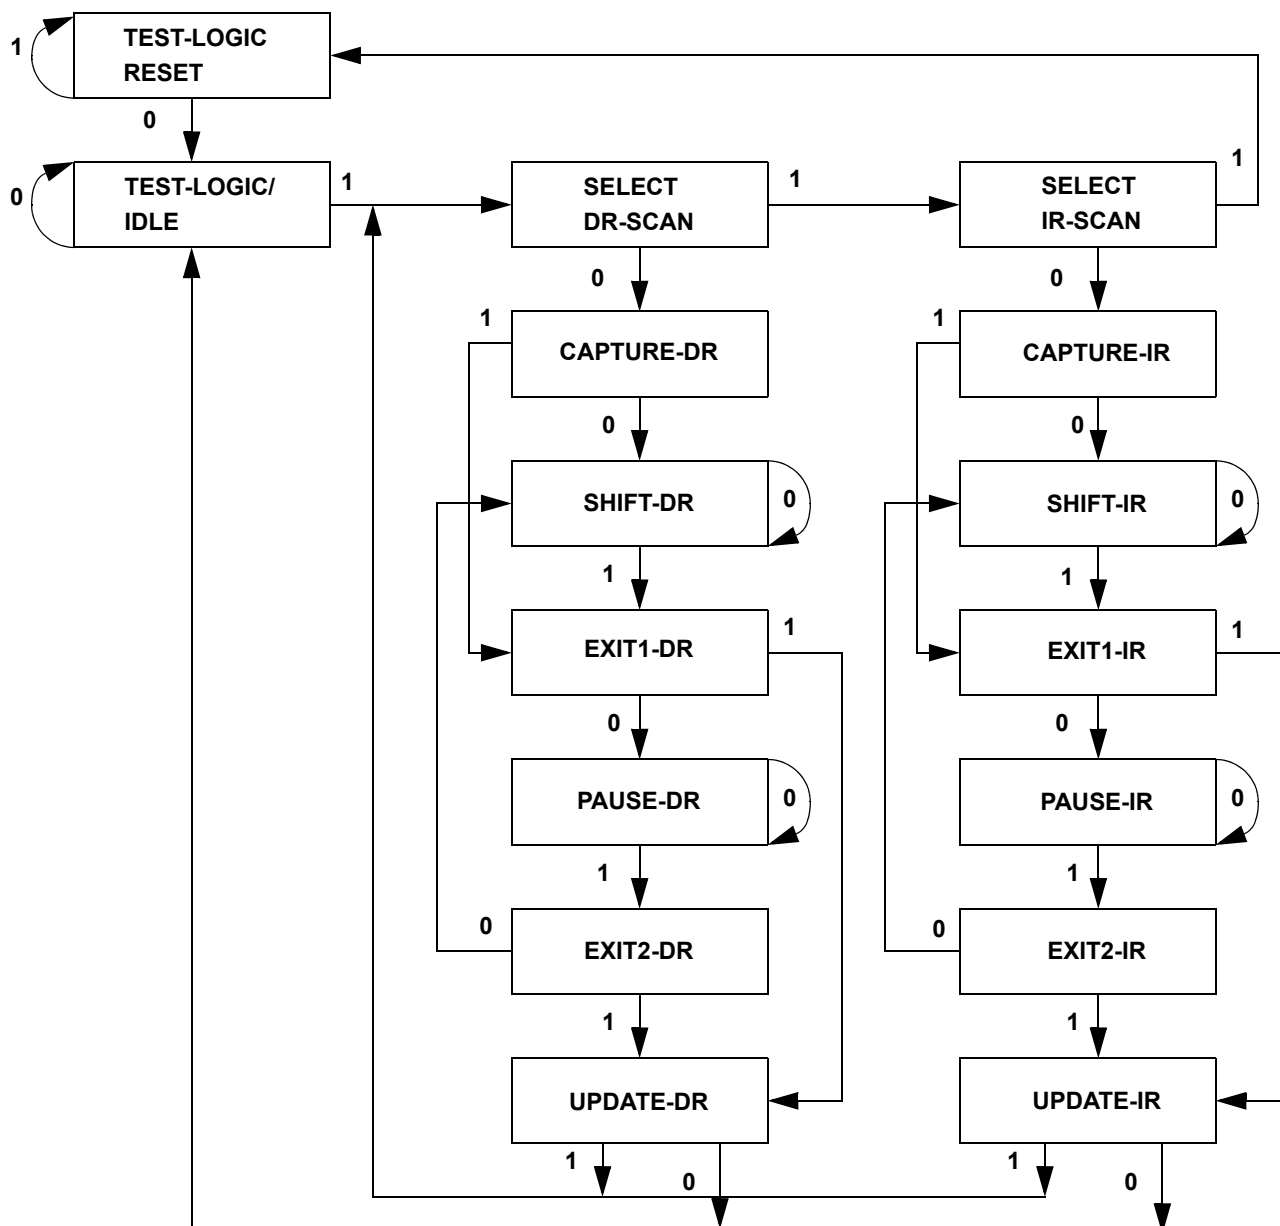 TEST-LOGIC
RESET
1
0
TEST-LOGIC/
IDLE
0
1
SELECT
DR-SCAN
1
SELECT
IR-SCAN
1
0
0
1
CAPTURE-DR
1
CAPTURE-IR
0
0
SHIFT-DR
0
SHIFT-IR
0
1
1
EXIT1-DR
1
EXIT1-IR
1
0
0
PAUSE-DR
0
PAUSE-IR
0
1
1
0
EXIT2-DR
0
EXIT2-IR
1
1
UPDATE-DR
UPDATE-IR
1
0
1
0